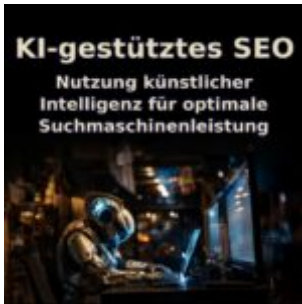 KI-gestütztes SEO
Nutzung künstlicher
Intelligenz für optimale
Suchmaschinenleistung